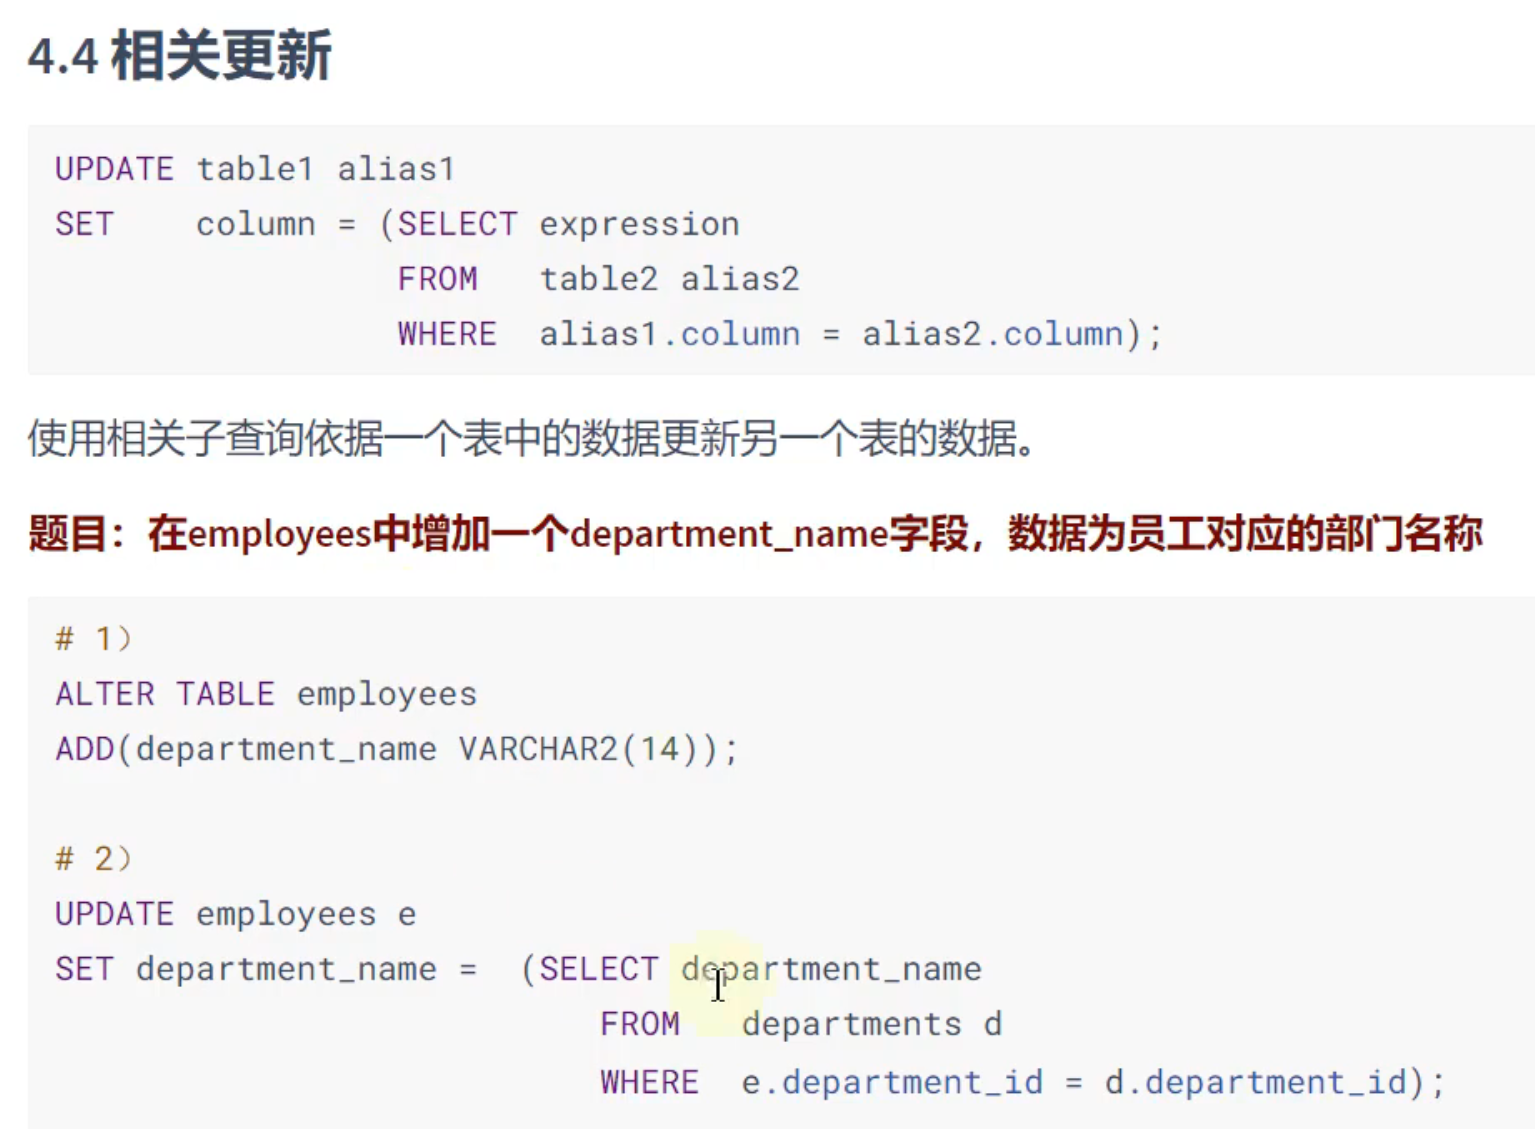 4.4 相关更新
UPDATE table1 alias1
SET    column = (SELECT expression
                 FROM   table2 alias2
                 WHERE  alias1.column = alias2.column);
使用相关子查询依据一个表中的数据更新另一个表的数据。
题目：在employees中增加一个department_name字段，数据为员工对应的部门名称
# 1）
ALTER TABLE employees
ADD(department_name VARCHAR2(14));
# 2）
UPDATE employees e
SET department_name =  (SELECT department_name
                       FROM   departments d
                       WHERE  e.department_id = d.department_id);